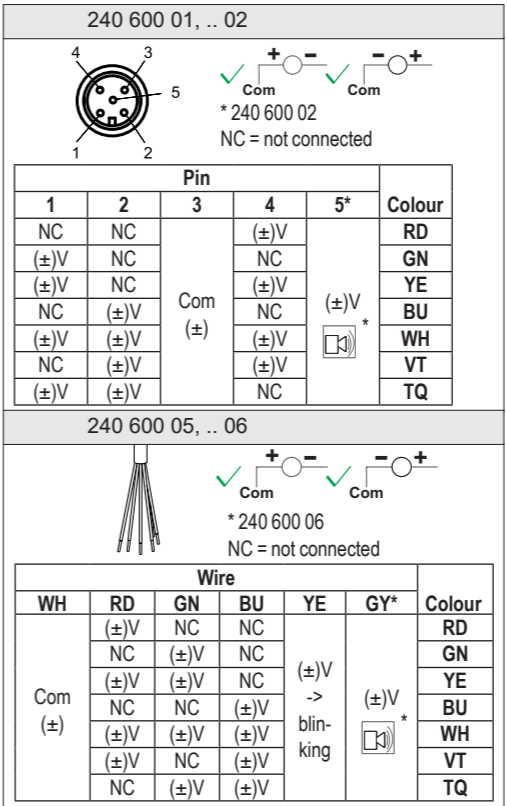 240 600 01, .. 02
4 3
5
1 2
+ - - +
Com Com
* 240 600 02
NC = not connected
Pin
1 2 3 4 5* Colour
NC NC (±)V RD
(±)V NC NC GN
(±)V NC (±)V YE
Com (±)
NC (±)V NC BU
(±)V *
(±)V (±)V (±)V WH
NC (±)V (±)V VT
(±)V (±)V NC TQ
240 600 05, .. 06
+ - - +
Com Com
* 240 600 06
NC = not connected
Wire
WH RD GN BU YE GY* Colour
(±)V NC NC RD
NC (±)V NC GN
(±)V (±)V NC YE
Com (±)
(±)V
->
blin-
king
(±)V *
NC NC (±)V BU
(±)V (±)V (±)V WH
(±)V NC (±)V VT
NC (±)V (±)V TQ